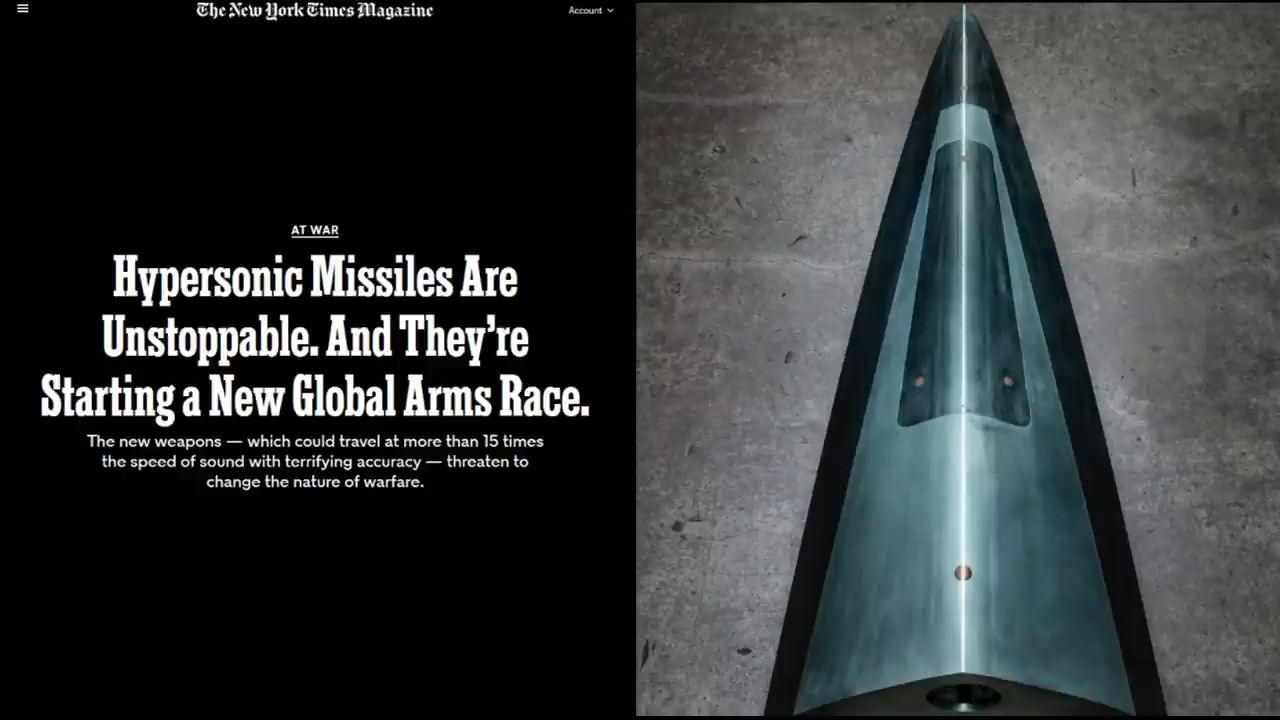 The New York Times Magazine
Account
AT WAR
Hypersonic Missiles Are
Unstoppable. And They're
Starting a New Global Arms Race.
The new weapons — which could travel at more than 15 times
the speed of sound with terrifying accuracy — threaten to
change the nature of warfare.